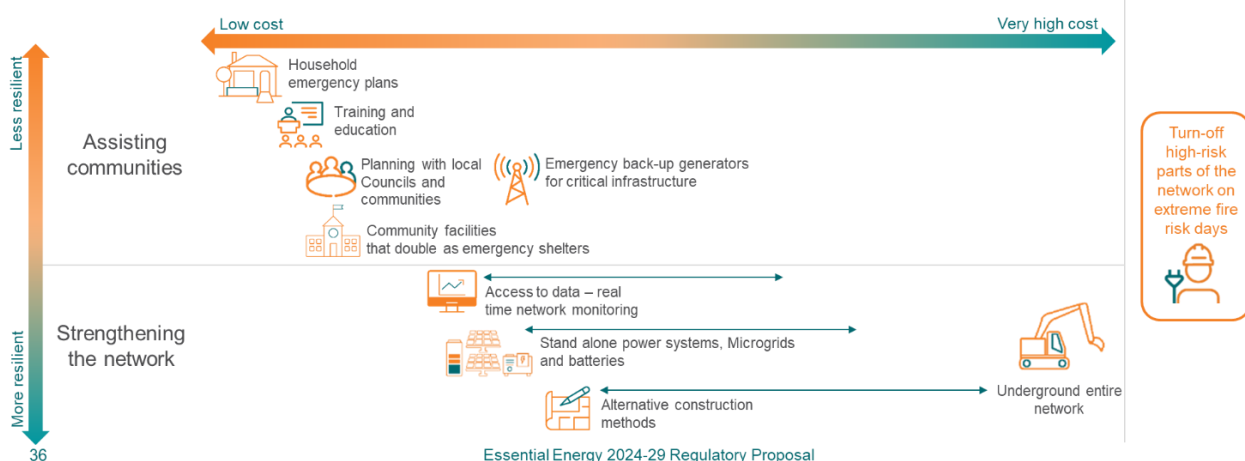 Low cost
Very high cost
Less resilient
More resilient
Assisting
communities
Household
emergency plans
Training and
education
Planning with local
Councils and
communities
Emergency back-up generators
for critical infrastructure
Community facilities
that double as emergency shelters
Turn-off
high-risk
parts of the
network on
extreme fire
risk days
Strengthening
the network
Access to data – real
time network monitoring
Stand alone power systems, Microgrids
and batteries
Alternative construction
methods
Underground entire
network
36
Essential Energy 2024-29 Regulatory Proposal